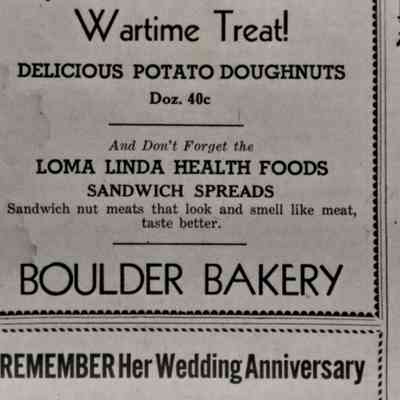 Wartime Treat!
DELICIOUS POTATO DOUGHNUTS
Doz. 40c
And Don't Forget the
LOMA LINDA HEALTH FOODS
SANDWICH SPREADS
Sandwich nut meats that look and smell like meat,
taste better.
BOULDER BAKERY
REMEMBER Her Wedding Anniversary